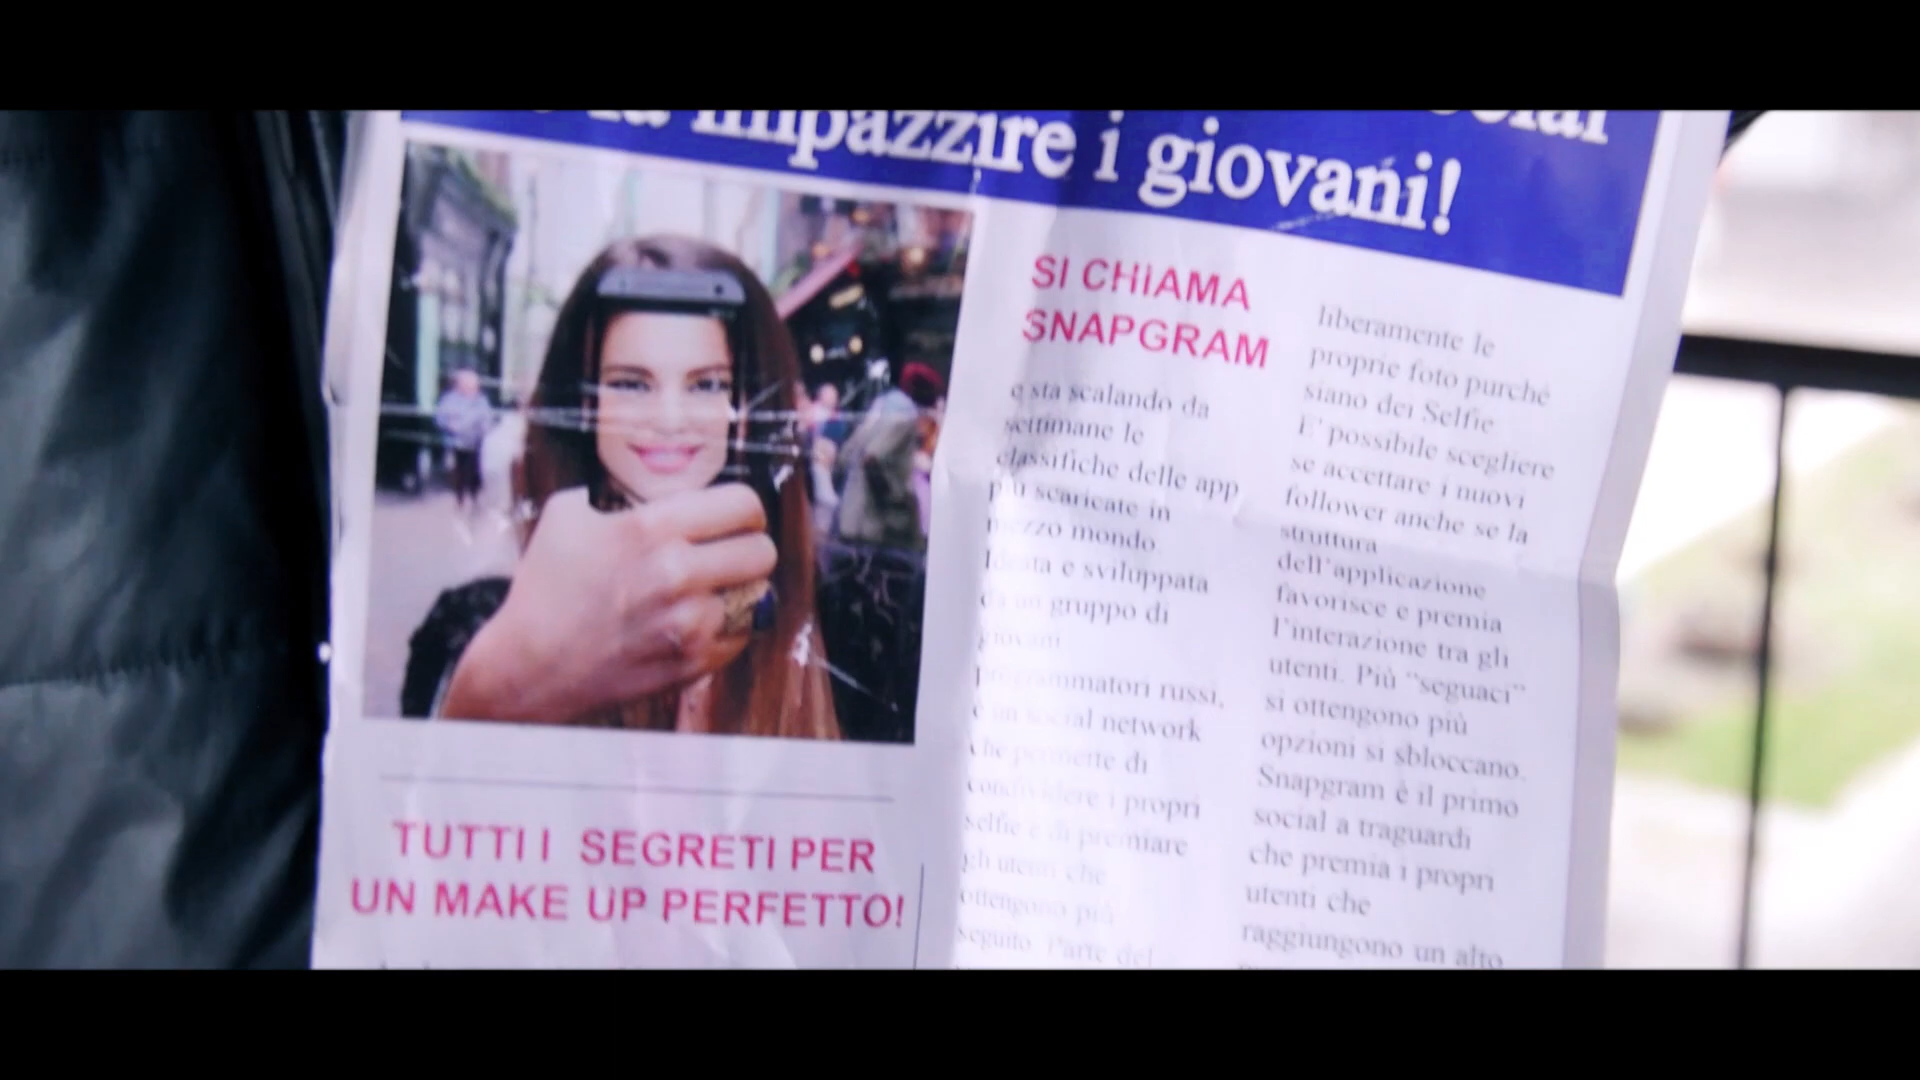 impazzire i giovani!
SI CHIAMA
SNAPGRAM
e sta scalando da
settimane le
classifiche delle app
più scaricate in
mezzo mondo.
Ideata e sviluppata
da un gruppo di
giovani
programmatori russi,
è un social network
che permette di
condividere i propri
selfie e di premiare
gli utenti che
ottengono più
seguito. Parte del
liberamente le
proprie foto purché
siano dei Selfie
E' possibile scegliere
se accettare i nuovi
follower anche se la
struttura
dell'applicazione
favorisce e premia
l'interazione tra gli
utenti. Più "seguaci"
si ottengono più
opzioni si sbloccano.
Snapgram è il primo
social a traguardi
che premia i propri
utenti che
raggiungono un alto
TUTTI I SEGRETI PER
UN MAKE UP PERFETTO!